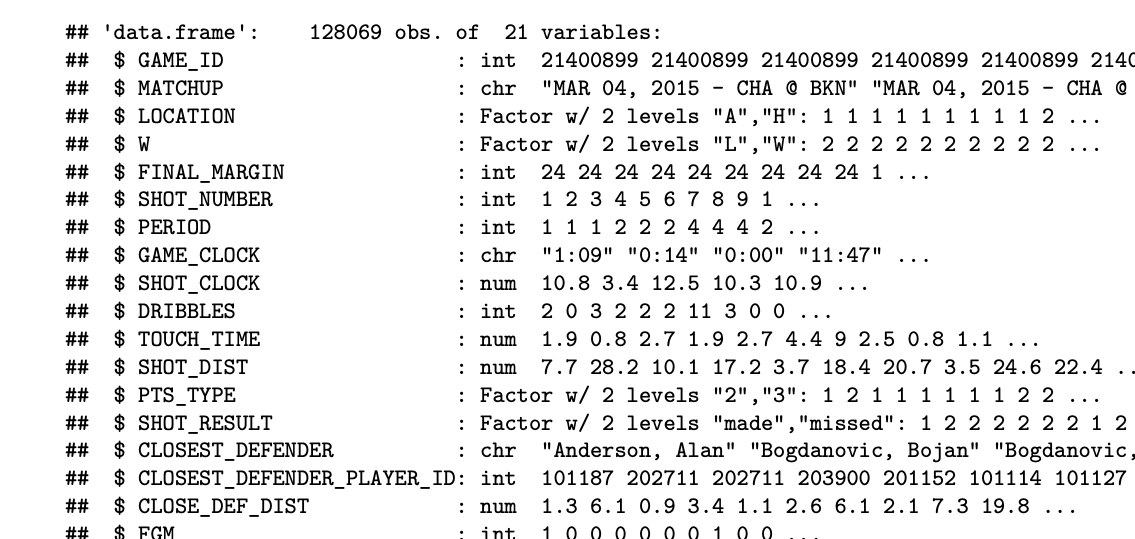 ## 'data.frame':    128069 obs. of  21 variables:
##  $ GAME_ID                   : int  21400899 21400899 21400899 21400899 21400899 2140
##  $ MATCHUP                   : chr  "MAR 04, 2015 - CHA @ BKN" "MAR 04, 2015 - CHA @
##  $ LOCATION                  : Factor w/ 2 levels "A","H": 1 1 1 1 1 1 1 1 1 2 ...
##  $ W                         : Factor w/ 2 levels "L","W": 2 2 2 2 2 2 2 2 2 2 ...
##  $ FINAL_MARGIN              : int  24 24 24 24 24 24 24 24 24 1 ...
##  $ SHOT_NUMBER               : int  1 2 3 4 5 6 7 8 9 1 ...
##  $ PERIOD                    : int  1 1 1 2 2 2 4 4 4 2 ...
##  $ GAME_CLOCK                : chr  "1:09" "0:14" "0:00" "11:47" ...
##  $ SHOT_CLOCK                : num  10.8 3.4 12.5 10.3 10.9 ...
##  $ DRIBBLES                  : int  2 0 3 2 2 2 11 3 0 0 ...
##  $ TOUCH_TIME                : num  1.9 0.8 2.7 1.9 2.7 4.4 9 2.5 0.8 1.1 ...
##  $ SHOT_DIST                 : num  7.7 28.2 10.1 17.2 3.7 18.4 20.7 3.5 24.6 22.4 ..
##  $ PTS_TYPE                  : Factor w/ 2 levels "2","3": 1 2 1 1 1 1 1 1 2 2 ...
##  $ SHOT_RESULT               : Factor w/ 2 levels "made","missed": 1 2 2 2 2 2 2 1 2
##  $ CLOSEST_DEFENDER          : chr  "Anderson, Alan" "Bogdanovic, Bojan" "Bogdanovic,
##  $ CLOSEST_DEFENDER_PLAYER_ID: int  101187 202711 202711 203900 201152 101114 101127
##  $ CLOSE_DEF_DIST            : num  1.3 6.1 0.9 3.4 1.1 2.6 6.1 2.1 7.3 19.8 ...
##  $ FGM                       : int  1 0 0 0 0 0 0 1 0 0 ...